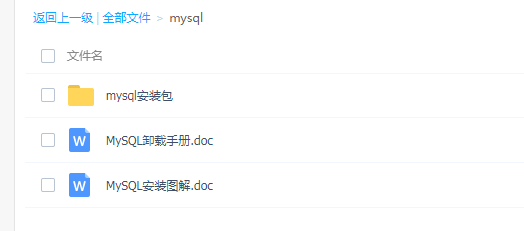 返回上一级 | 全部文件 > mysql
文件名
mysql安装包
W MySQL卸载手册.doc
W MySQL安装图解.doc